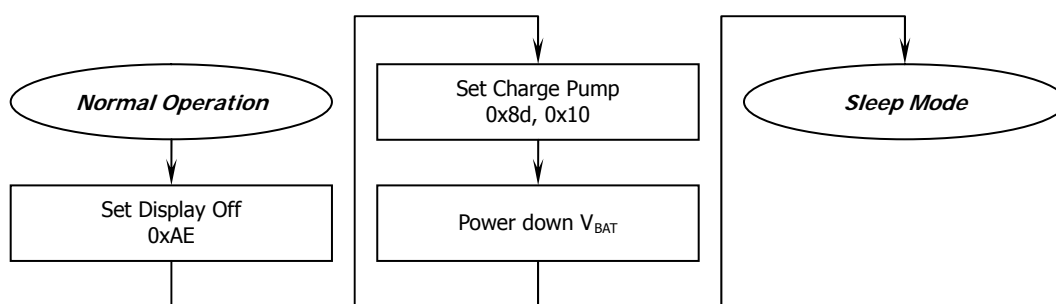 Normal Operation
Set Display Off
0xAE
Set Charge Pump
0x8d, 0x10
Power down VBAT
Sleep Mode